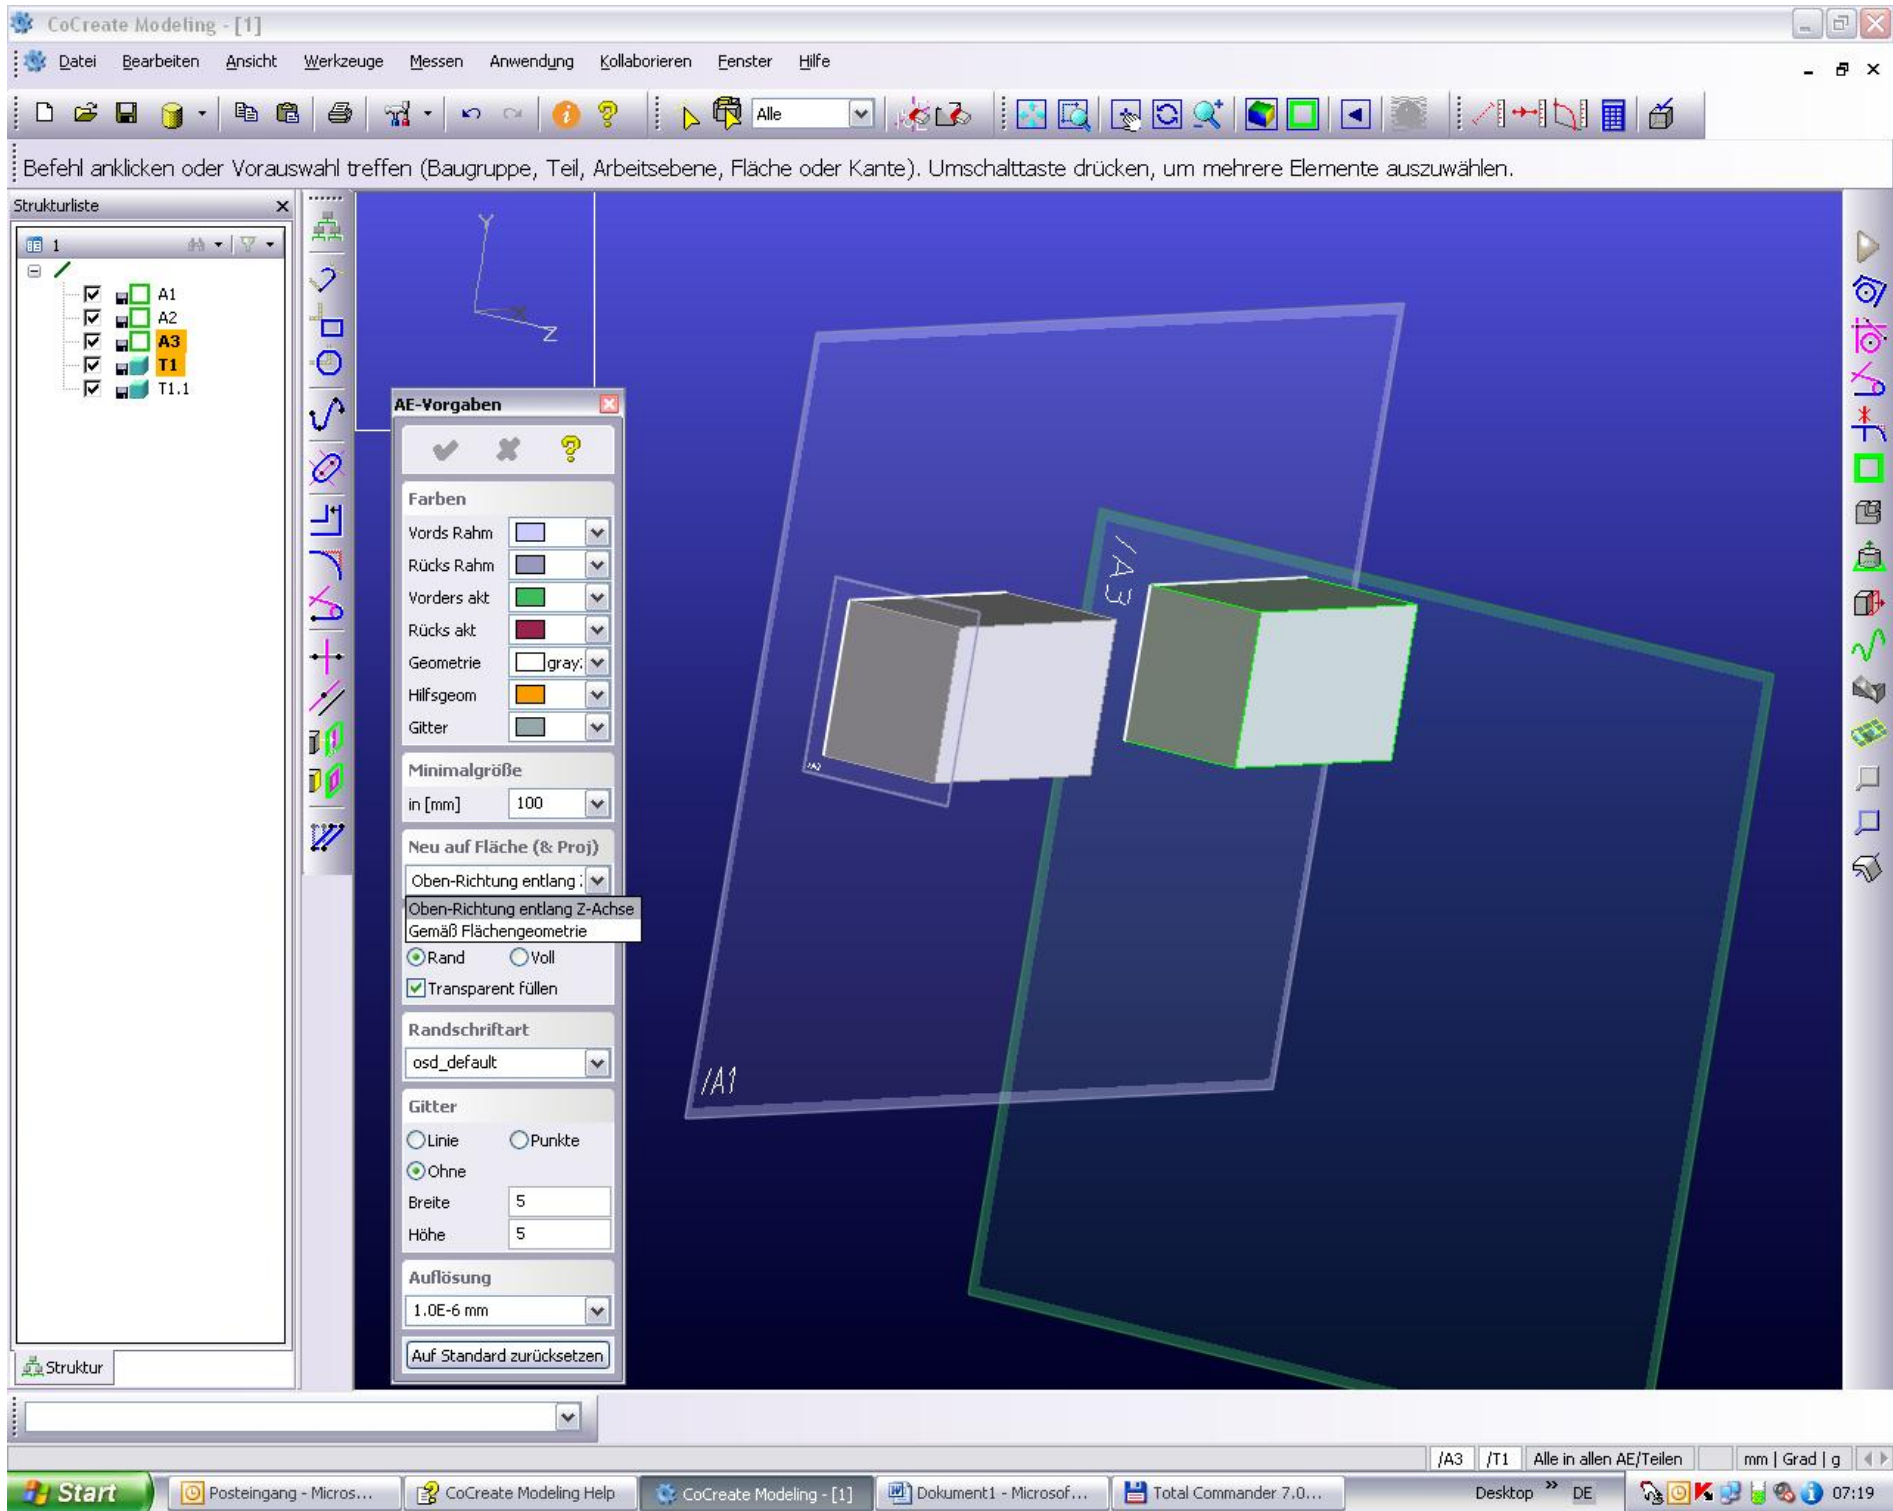 CoCreate Modeling - [1]
Datei Bearbeiten Ansicht Werkzeuge Messen Anwendung Kollaborieren Fenster Hilfe
Alle
Befehl anklicken oder Vorauswahl treffen (Baugruppe, Teil, Arbeitsebene, Fläche oder Kante). Umschalttaste drücken, um mehrere Elemente auszuwählen.
Strukturliste
1
A1
A2
A3
T1
T1.1
Struktur
Y
X
Z
AE-Vorgaben
Farben
Vords Rahm
Rücks Rahm
Vorders akt
Rücks akt
Geometrie gray
Hilfsgeom
Gitter
Minimalgröße
in [mm] 100
Neu auf Fläche (& Proj)
Oben-Richtung entlang
Oben-Richtung entlang Z-Achse
Gemäß Flächengeometrie
Rand Voll
Transparent füllen
Randschriftart
osd_default
Gitter
Linie Punkte
Ohne
Breite 5
Höhe 5
Auflösung
1.0E-6 mm
Auf Standard zurücksetzen
/A3
/A2
/A1
/A3 /T1 Alle in allen AE/Teilen mm | Grad | g
Start Posteingang - Micros... CoCreate Modeling Help CoCreate Modeling - [1] Dokument1 - Microsof... Total Commander 7.0... Desktop » DE 07:19